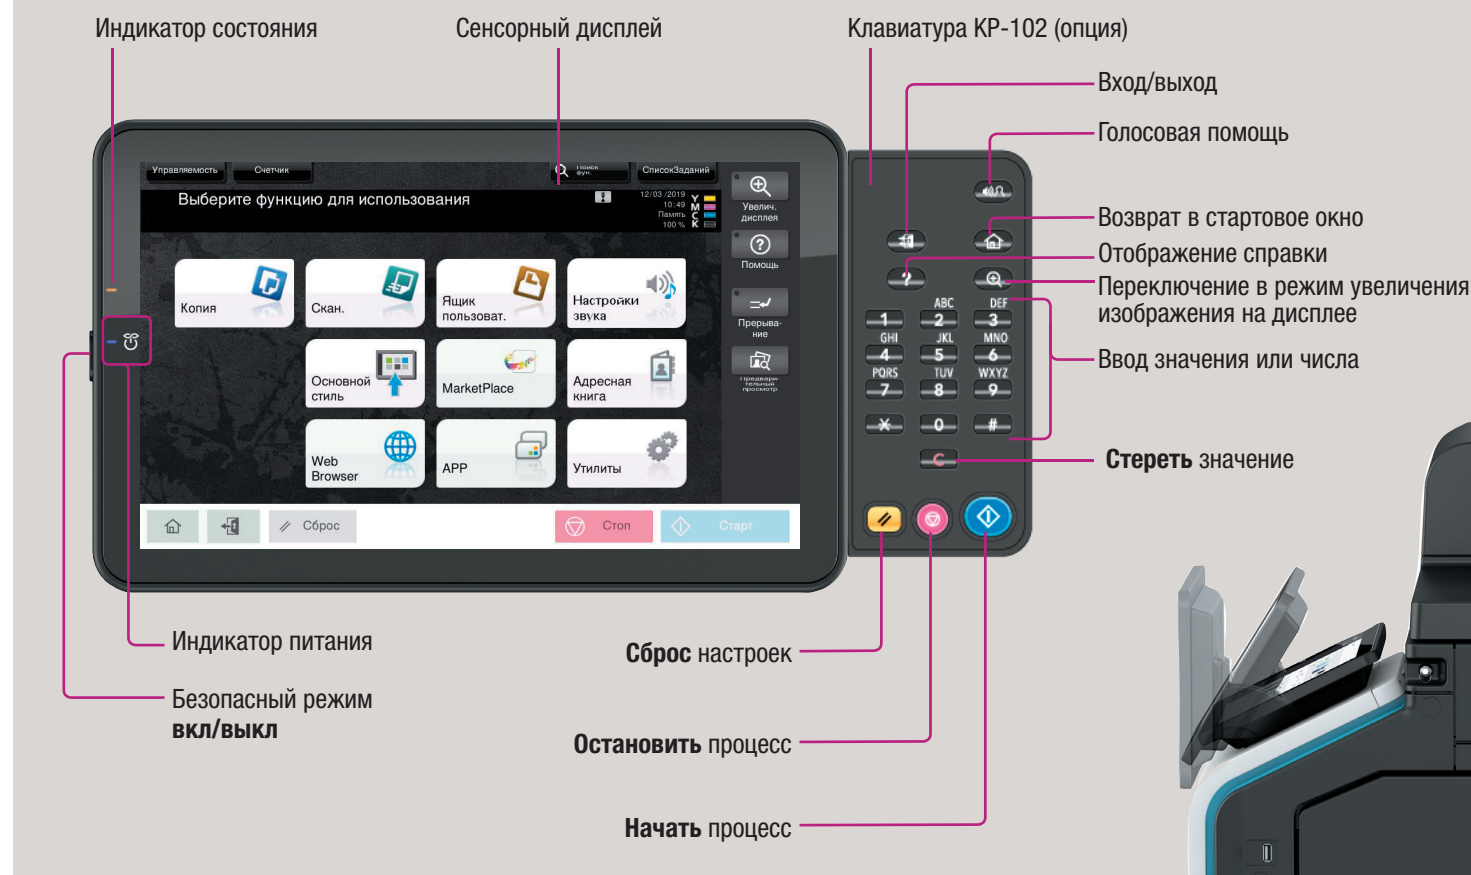 Индикатор состояния
Сенсорный дисплей
Клавиатура KP-102 (опция)
Вход/выход
Голосовая помощь
Возврат в стартовое окно
Отображение справки
Переключение в режим увеличения
изображения на дисплее
Ввод значения или числа
Стереть значение
Управляемость
Счетчик
Поиск
фун.
СписокЗаданий
Выберите функцию для использования
12/03 /2019
10:49
Память
100 %
Y
M
C
K
Увелич.
дисплея
Помощь
Прерыва-
ние
Предвари-
тельный
просмотр
Копия
Скан.
Ящик
пользоват.
Настройки
звука
Основной
стиль
MarketPlace
Адресная
книга
Web
Browser
APP
Утилиты
Сброс
Стоп
Старт
?
ABC
DEF
1
2
3
GHI
JKL
MNO
4
5
6
PQRS
TUV
WXYZ
7
8
9
0
#
C
Индикатор питания
Безопасный режим
вкл/выкл
Сброс настроек
Остановить процесс
Начать процесс